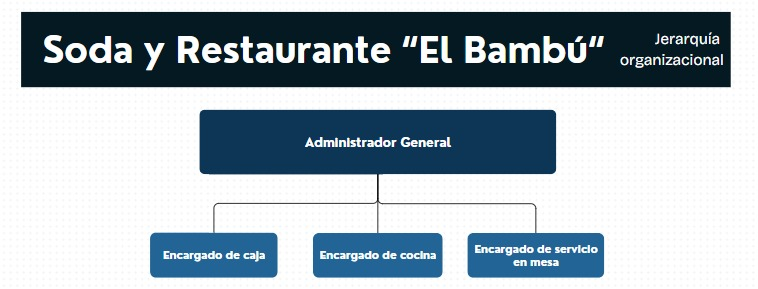 Soda y Restaurante “El Bambú“
Jerarquía
organizacional
Administrador General
Encargado de caja
Encargado de cocina
Encargado de servicio
en mesa